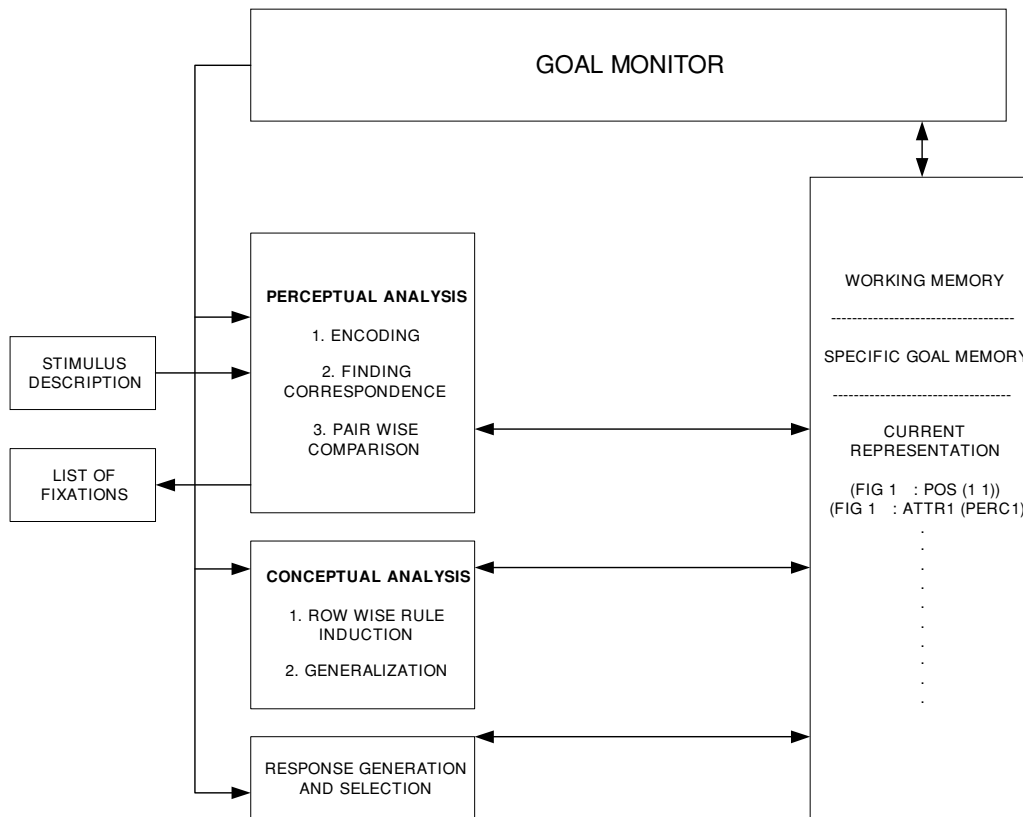 GOAL MONITOR
PERCEPTUAL ANALYSIS
1. ENCODING
2. FINDING
CORRESPONDENCE
3. PAIR WISE
COMPARISON
STIMULUS
DESCRIPTION
LIST OF
FIXATIONS
CONCEPTUAL ANALYSIS
1. ROW WISE RULE
INDUCTION
2. GENERALIZATION
RESPONSE GENERATION
AND SELECTION
WORKING MEMORY
-----------------------------------
SPECIFIC GOAL MEMORY
----------------------------------
CURRENT
REPRESENTATION
(FIG 1 : POS (1 1))
(FIG 1 : ATTR1 (PERC1)
.
.
.
.
.
.
.
.
.
.